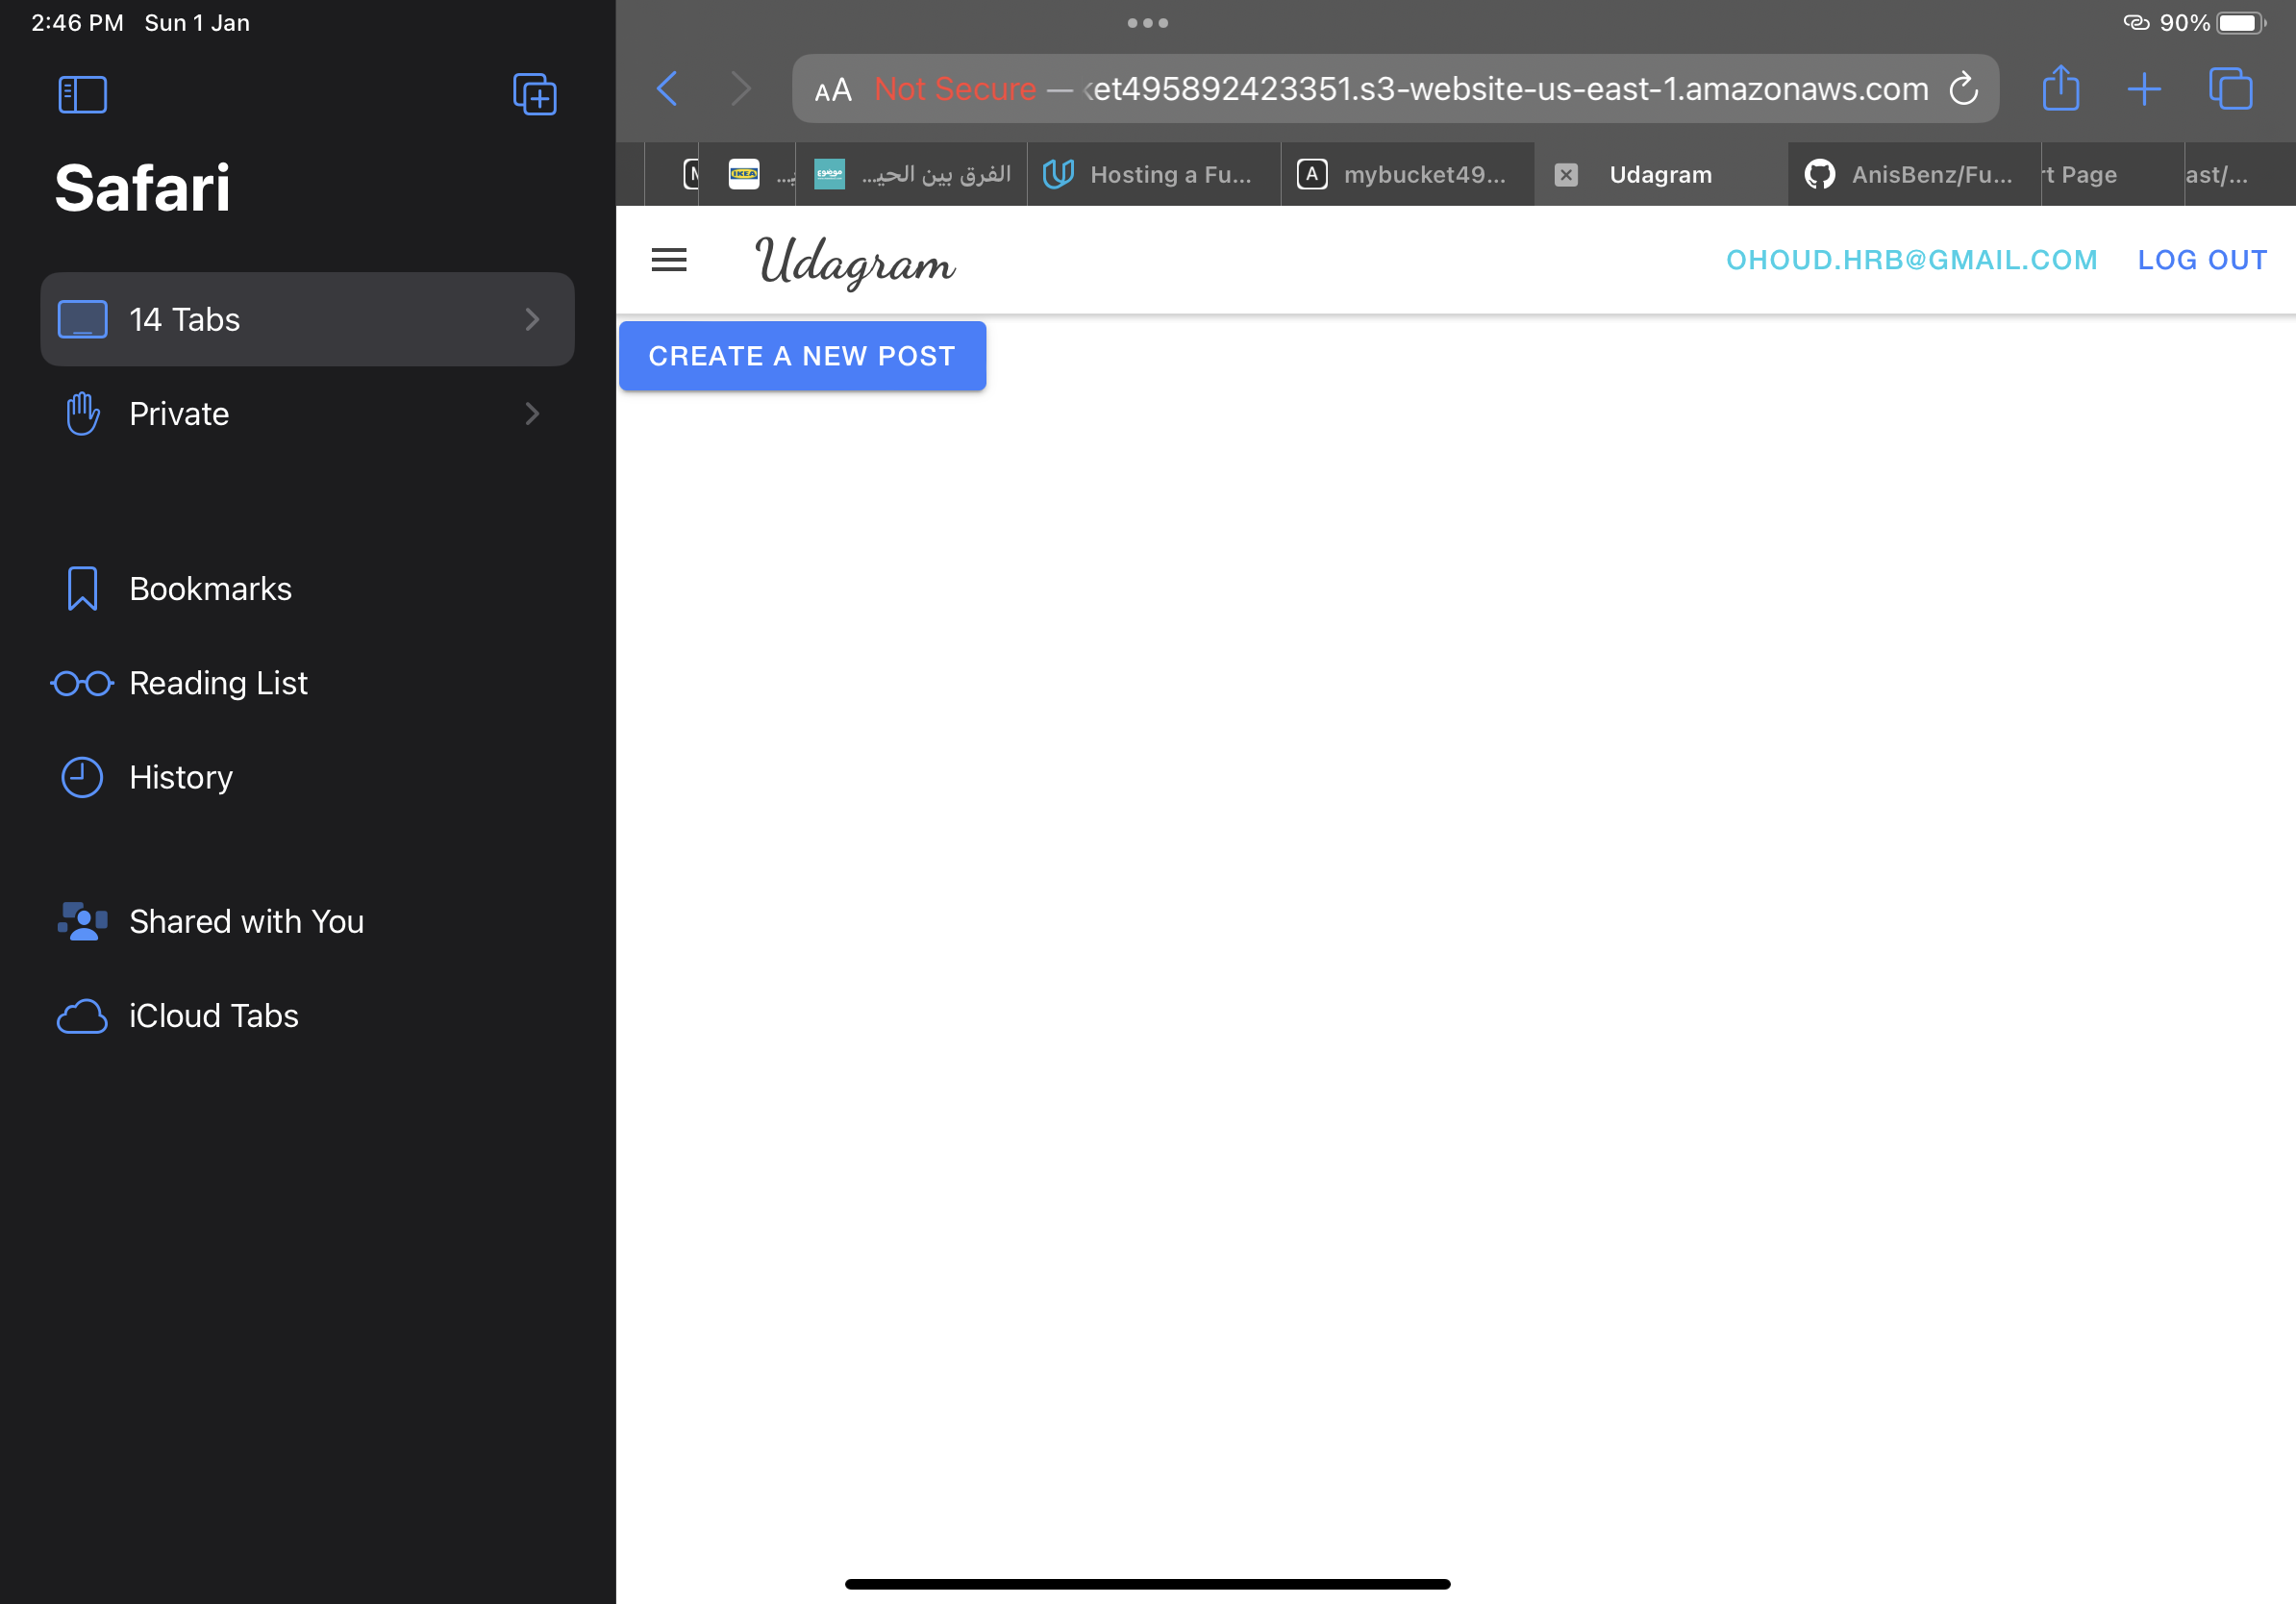 2:46 PM Sun 1 Jan
90%
Safari
14 Tabs
Private
Bookmarks
Reading List
History
Shared with You
iCloud Tabs
AA Not Secure — et495892423351.s3-website-us-east-1.amazonaws.com
IKEA
موضوع
الفرق بين الحيـ...
Hosting a Fu...
A mybucket49...
Udagram
AnisBenz/Fu...
rt Page
ast/...
Udagram
OHOUD.HRB@GMAIL.COM
LOG OUT
CREATE A NEW POST